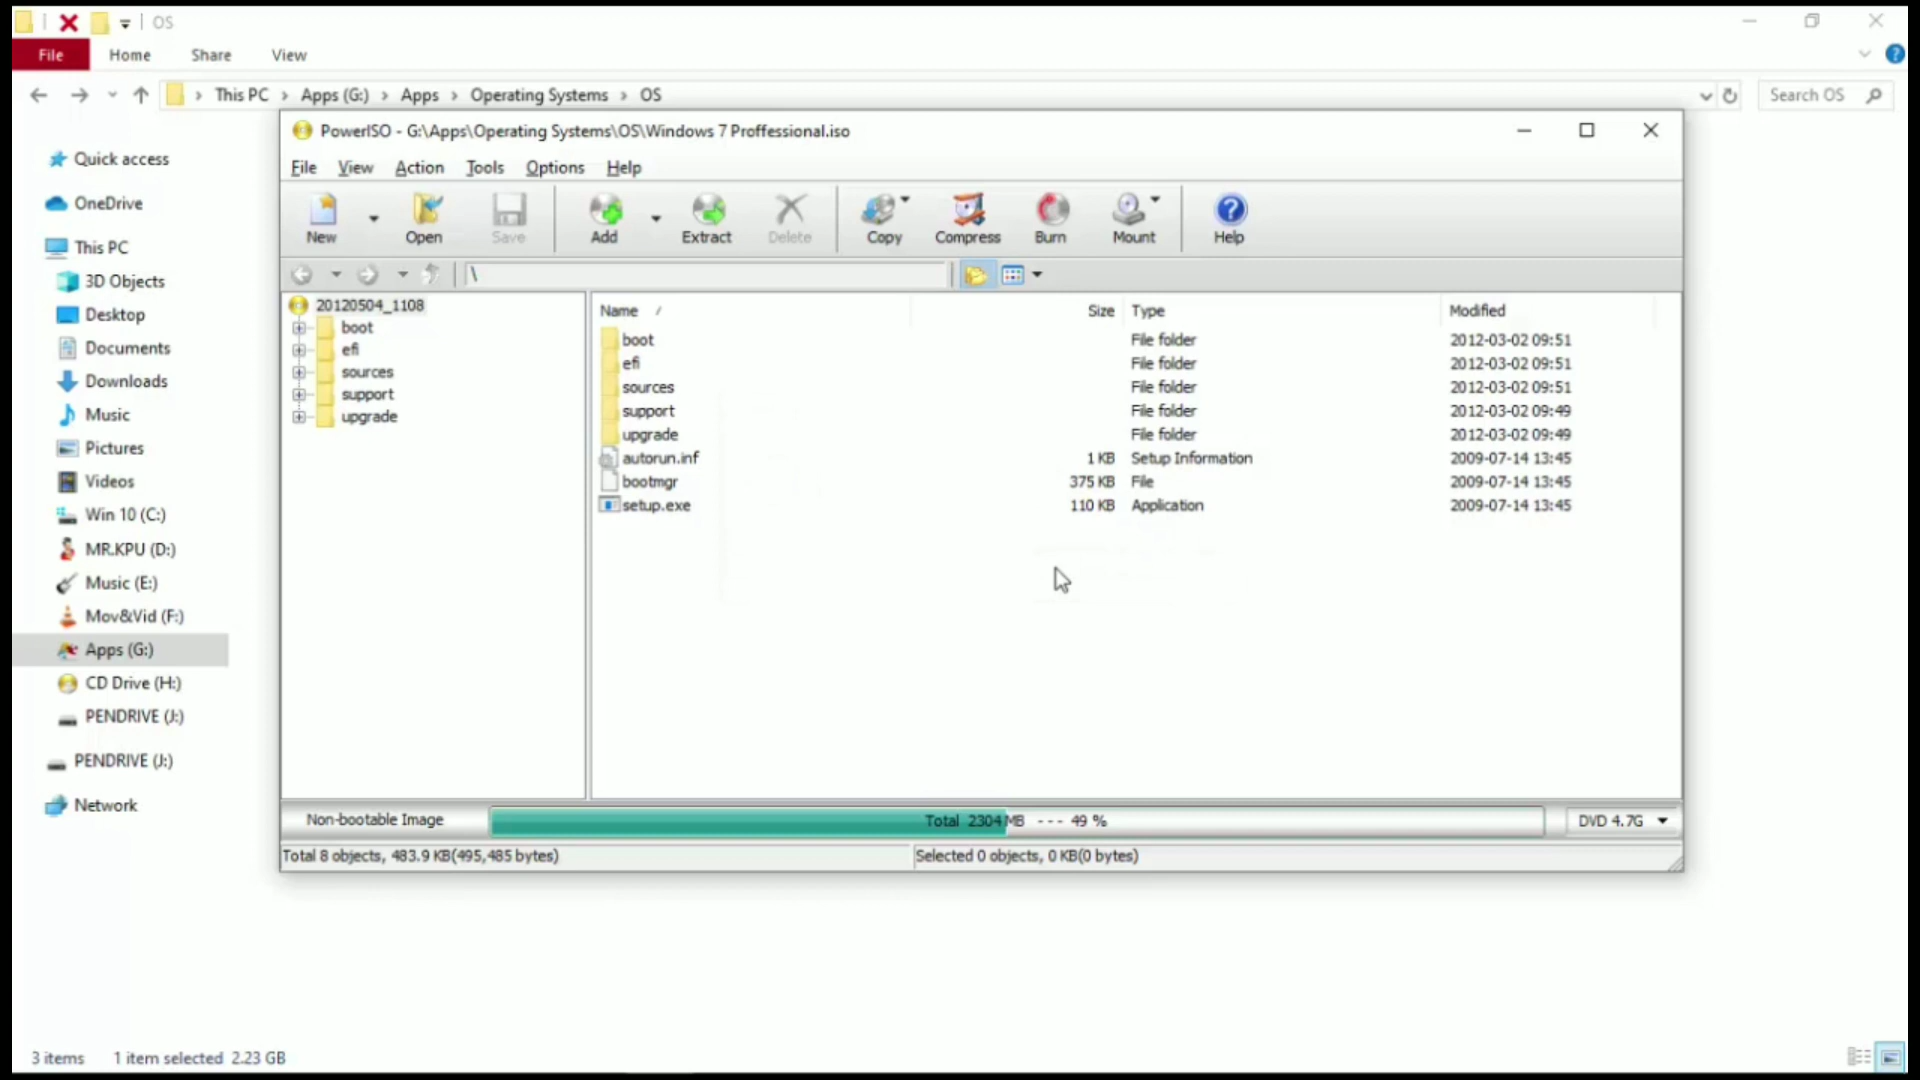 OS
File Home Share View
This PC Apps (G:) Apps Operating Systems OS
Search OS
Quick access
OneDrive
This PC
3D Objects
Desktop
Documents
Downloads
Music
Pictures
Videos
Win 10 (C:)
MR.KPU (D:)
Music (E:)
Mov&Vid (F:)
Apps (G:)
CD Drive (H:)
PENDRIVE (J:)
PENDRIVE (J:)
Network
PowerISO - G:\Apps\Operating Systems\OS\Windows 7 Proffessional.iso
File View Action Tools Options Help
New Open Save Add Extract Delete Copy Compress Burn Mount Help
\
20120504_1108
boot
efi
sources
support
upgrade
Name / Size Type Modified
boot File folder 2012-03-02 09:51
efi File folder 2012-03-02 09:51
sources File folder 2012-03-02 09:51
support File folder 2012-03-02 09:49
upgrade File folder 2012-03-02 09:49
autorun.inf 1 KB Setup Information 2009-07-14 13:45
bootmgr 375 KB File 2009-07-14 13:45
setup.exe 110 KB Application 2009-07-14 13:45
Non-bootable Image Total 2304MB --- 49 % DVD 4.7G
Total 8 objects, 483.9 KB(495,485 bytes) Selected 0 objects, 0 KB(0 bytes)
3 items 1 item selected 2.23 GB